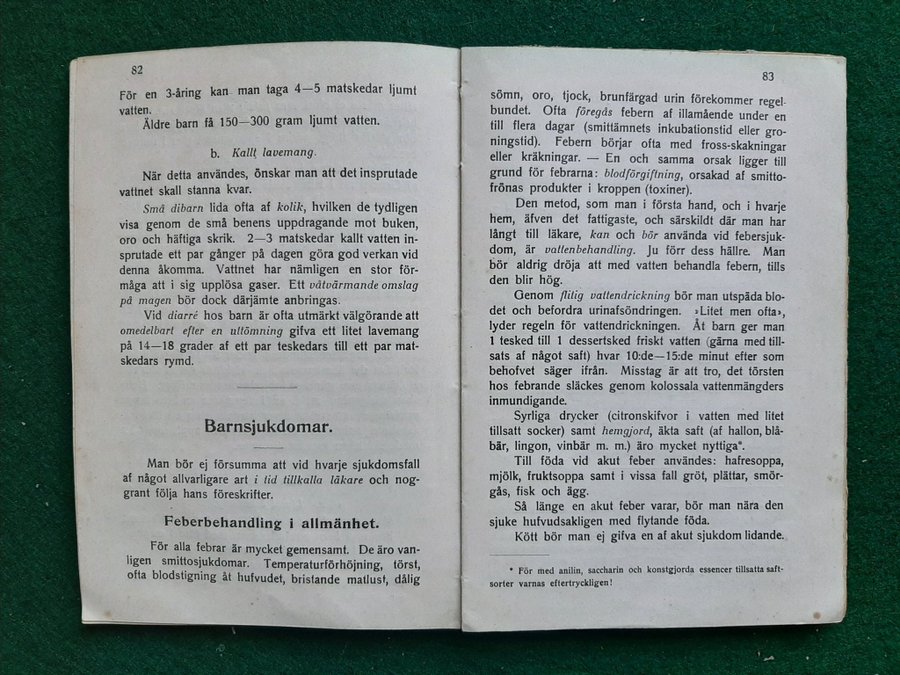 82
För en 3-åring kan man taga 4—5 matskedar ljumt
vatten.
Äldre barn få 150—300 gram ljumt vatten.
b. Kallt lavemang.
När detta användes, önskar man att det insprutade
vattnet skall stanna kvar.
Små dibarn lida ofta af kolik, hvilken de tydligen
visa genom de små benens uppdragande mot buken,
oro och häftiga skrik. 2—3 matskedar kallt vatten in-
sprutade ett par gånger på dagen göra god verkan vid
denna åkomma. Vattnet har nämligen en stor för-
måga att i sig upplösa gaser. Ett våtvärmande omslag
på magen bör dock därjämte anbringas.
Vid diarré hos barn är ofta utmärkt välgörande att
omedelbart efter en uttömning gifva ett litet lavemang
på 14—18 grader af ett par teskedars till ett par mat-
skedars rymd.
Barnsjukdomar.
Man bör ej försumma att vid hvarje sjukdomsfall
af något allvarligare art i tid tillkalla läkare och nog-
grant följa hans föreskrifter.
Feberbehandling i allmänhet.
För alla febrar är mycket gemensamt. De äro van-
ligen smittosjukdomar. Temperaturförhöjning, törst,
ofta blodstigning åt hufvudet, bristande matlust, dålig
83
sömn, oro, tjock, brunfärgad urin förekommer regel-
bundet. Ofta föregås febern af illamående under en
till flera dagar (smittämnets inkubationstid eller gro-
ningstid). Febern börjar ofta med fross-skakningar
eller kräkningar. — En och samma orsak ligger till
grund för febrarna: blodförgiftning, orsakad af smitto-
frönas produkter i kroppen (toxiner).
Den metod, som man i första hand, och i hvarje
hem, äfven det fattigaste, och särskildt där man har
långt till läkare, kan och bör använda vid febersjuk-
dom, är vattenbehandling. Ju förr dess hällre. Man
bör aldrig dröja att med vatten behandla febern, tills
den blir hög.
Genom flitig vattendrickning bör man utspäda blo-
det och befordra urinafsöndringen. »Litet men ofta»,
lyder regeln för vattendrickningen. Åt barn ger man
1 tesked till 1 dessertsked friskt vatten (gärna med till-
sats af något saft) hvar 10:de—15:de minut efter som
behofvet säger ifrån. Misstag är att tro, det törsten
hos febrande släckes genom kolossala vattenmängders
inmundigande.
Syrliga drycker (citronskifvor i vatten med litet
tillsatt socker) samt hemgjord, äkta saft (af hallon, blå-
bär, lingon, vinbär m. m.) äro mycket nyttiga*.
Till föda vid akut feber användes: hafresoppa,
mjölk, fruktsoppa samt i vissa fall gröt, plättar, smör-
gås, fisk och ägg.
Så länge en akut feber varar, bör man nära den
sjuke hufvudsakligen med flytande föda.
Kött bör man ej gifva en af akut sjukdom lidande.
* För med anilin, saccharin och konstgjorda essencer tillsatta saft-
sorter varnas eftertryckligen!